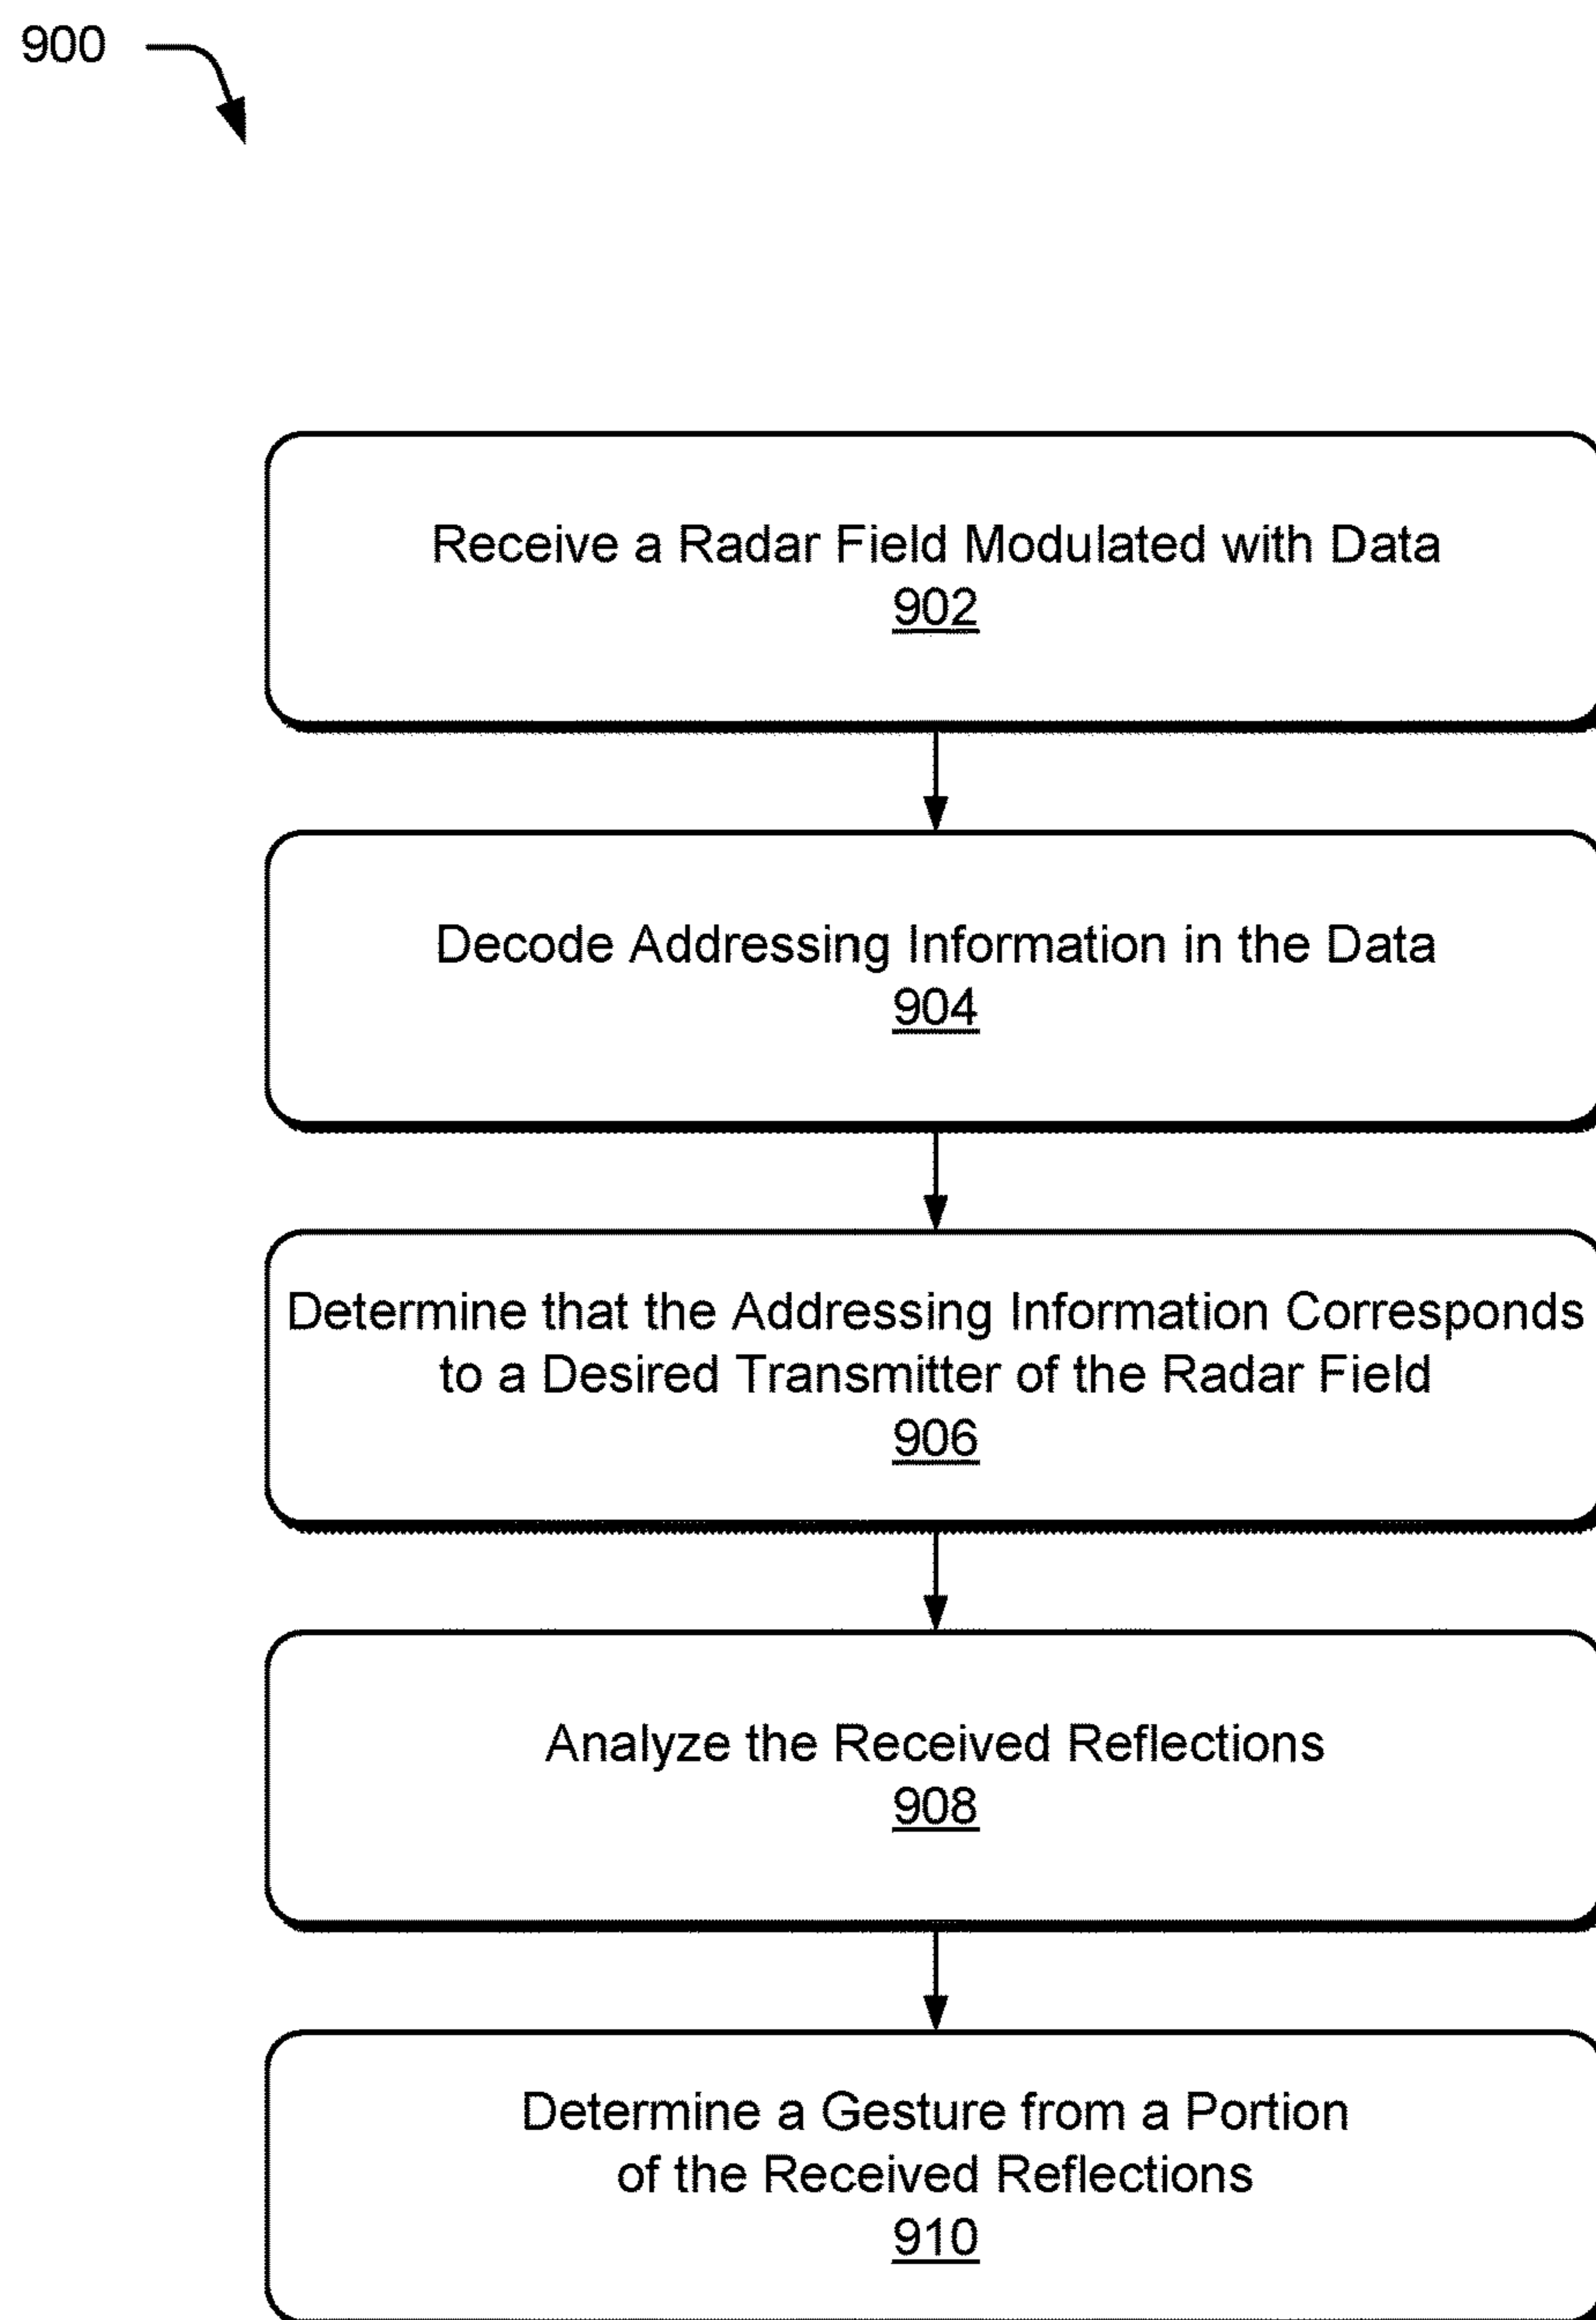 900
Receive a Radar Field Modulated with Data
902
Decode Addressing Information in the Data
904
Determine that the Addressing Information Corresponds
to a Desired Transmitter of the Radar Field
906
Analyze the Received Reflections
908
Determine a Gesture from a Portion
of the Received Reflections
910